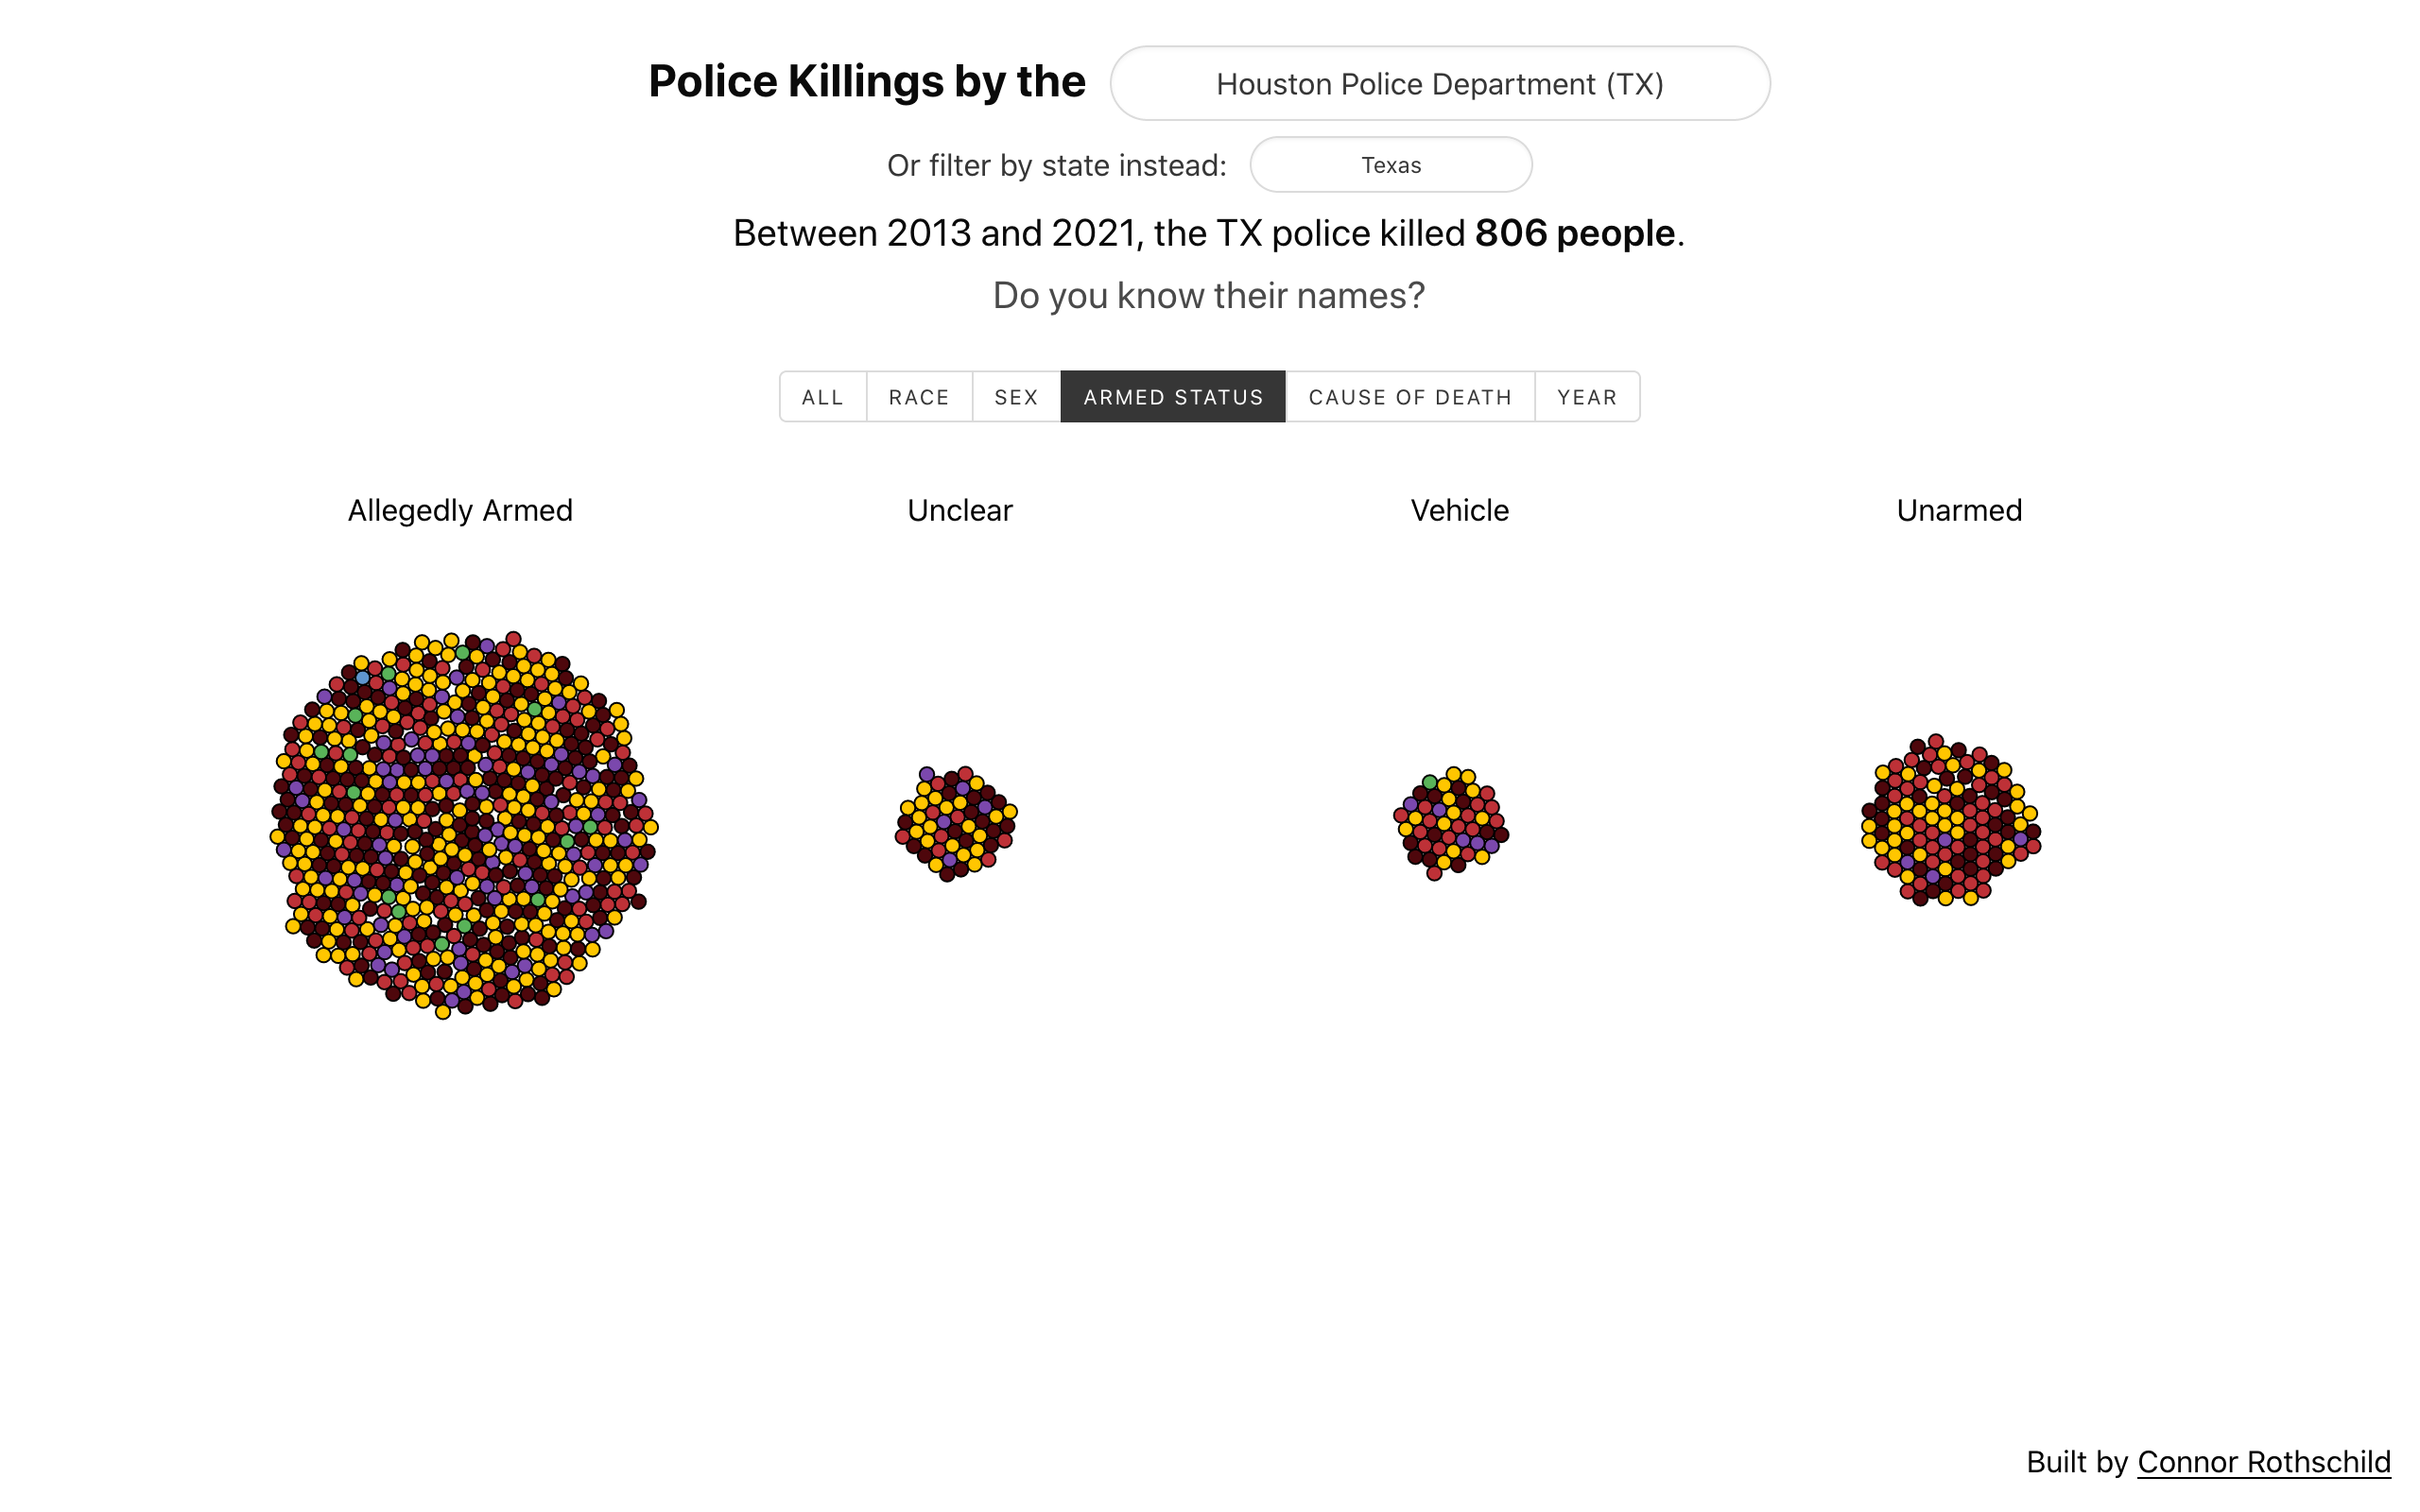 Police Killings by the Houston Police Department (TX)
Or filter by state instead: Texas
Between 2013 and 2021, the TX police killed 806 people.
Do you know their names?
ALL RACE SEX ARMED STATUS CAUSE OF DEATH YEAR
Allegedly Armed Unclear Vehicle Unarmed
Built by Connor Rothschild